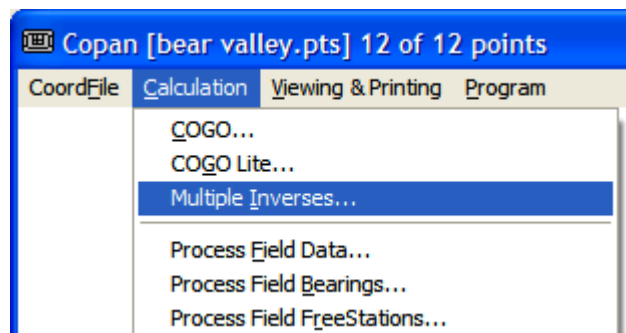 Copan [bear valley.pts] 12 of 12 points
CoordFile Calculation Viewing & Printing Program
COGO...
COGO Lite...
Multiple Inverses...
Process Field Data...
Process Field Bearings...
Process Field FreeStations...